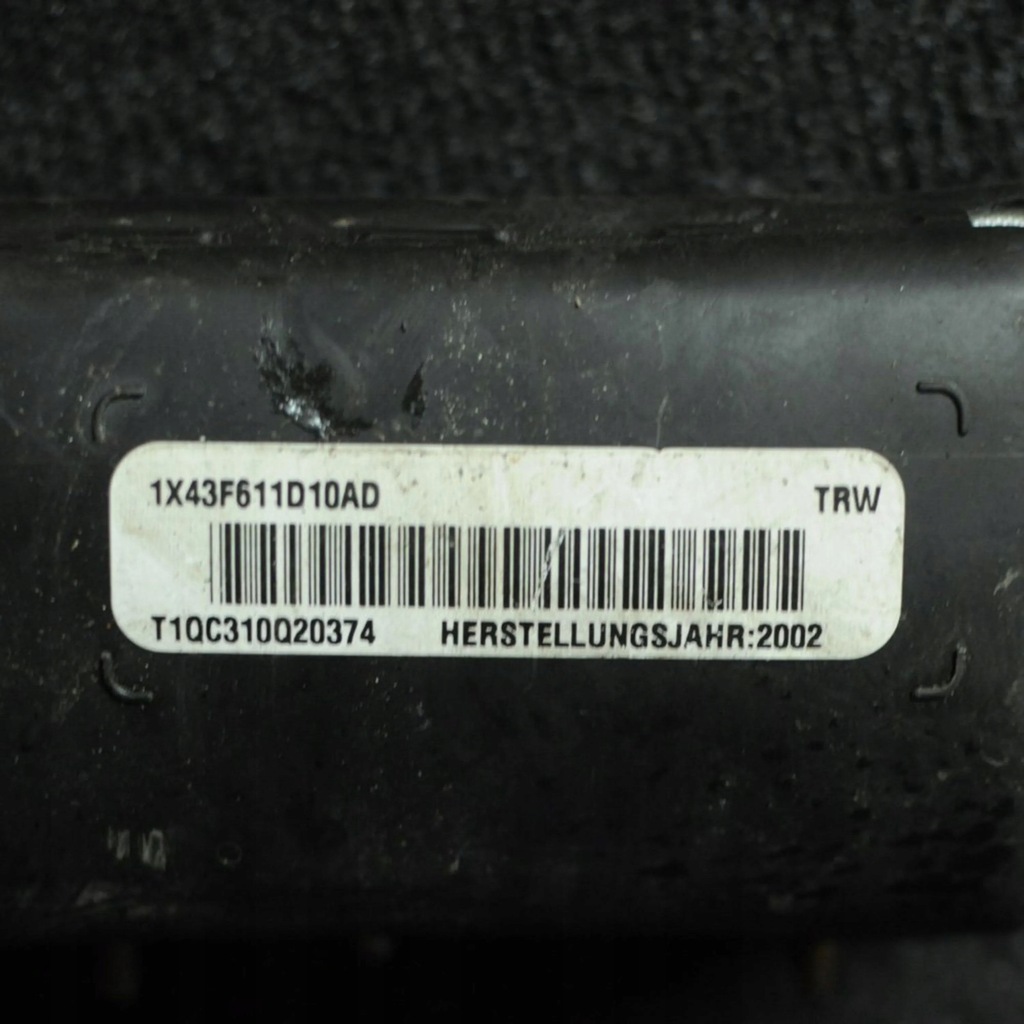 1X43F611D10AD TRW
T1QC310Q20374 HERSTELLUNGSJAHR:2002